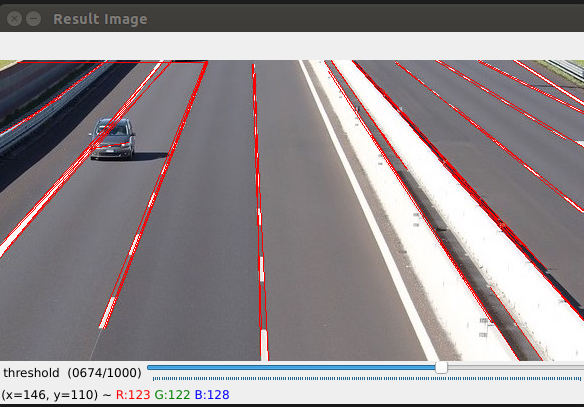 Result Image
threshold (0674/1000)
(x=146, y=110) ~ R:123 G:122 B:128